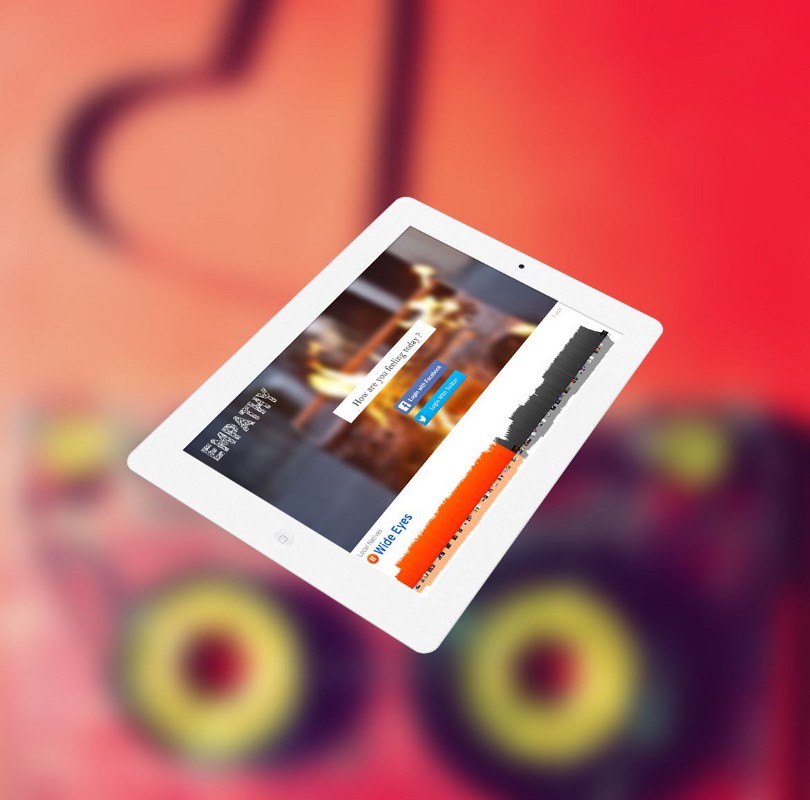 EMPATHY
How are you feeling today ?
Login with Facebook
Login with Twitter
Local Natives
Wide Eyes